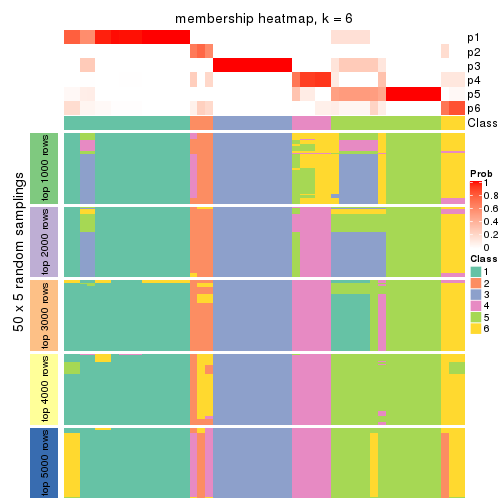 membership heatmap, k = 6
p1
p2
p3
p4
p5
p6
Class
50 x 5 random samplings
top 1000 rows
top 2000 rows
top 3000 rows
top 4000 rows
top 5000 rows
Prob
1
0.8
0.6
0.4
0.2
0
Class
1
2
3
4
5
6